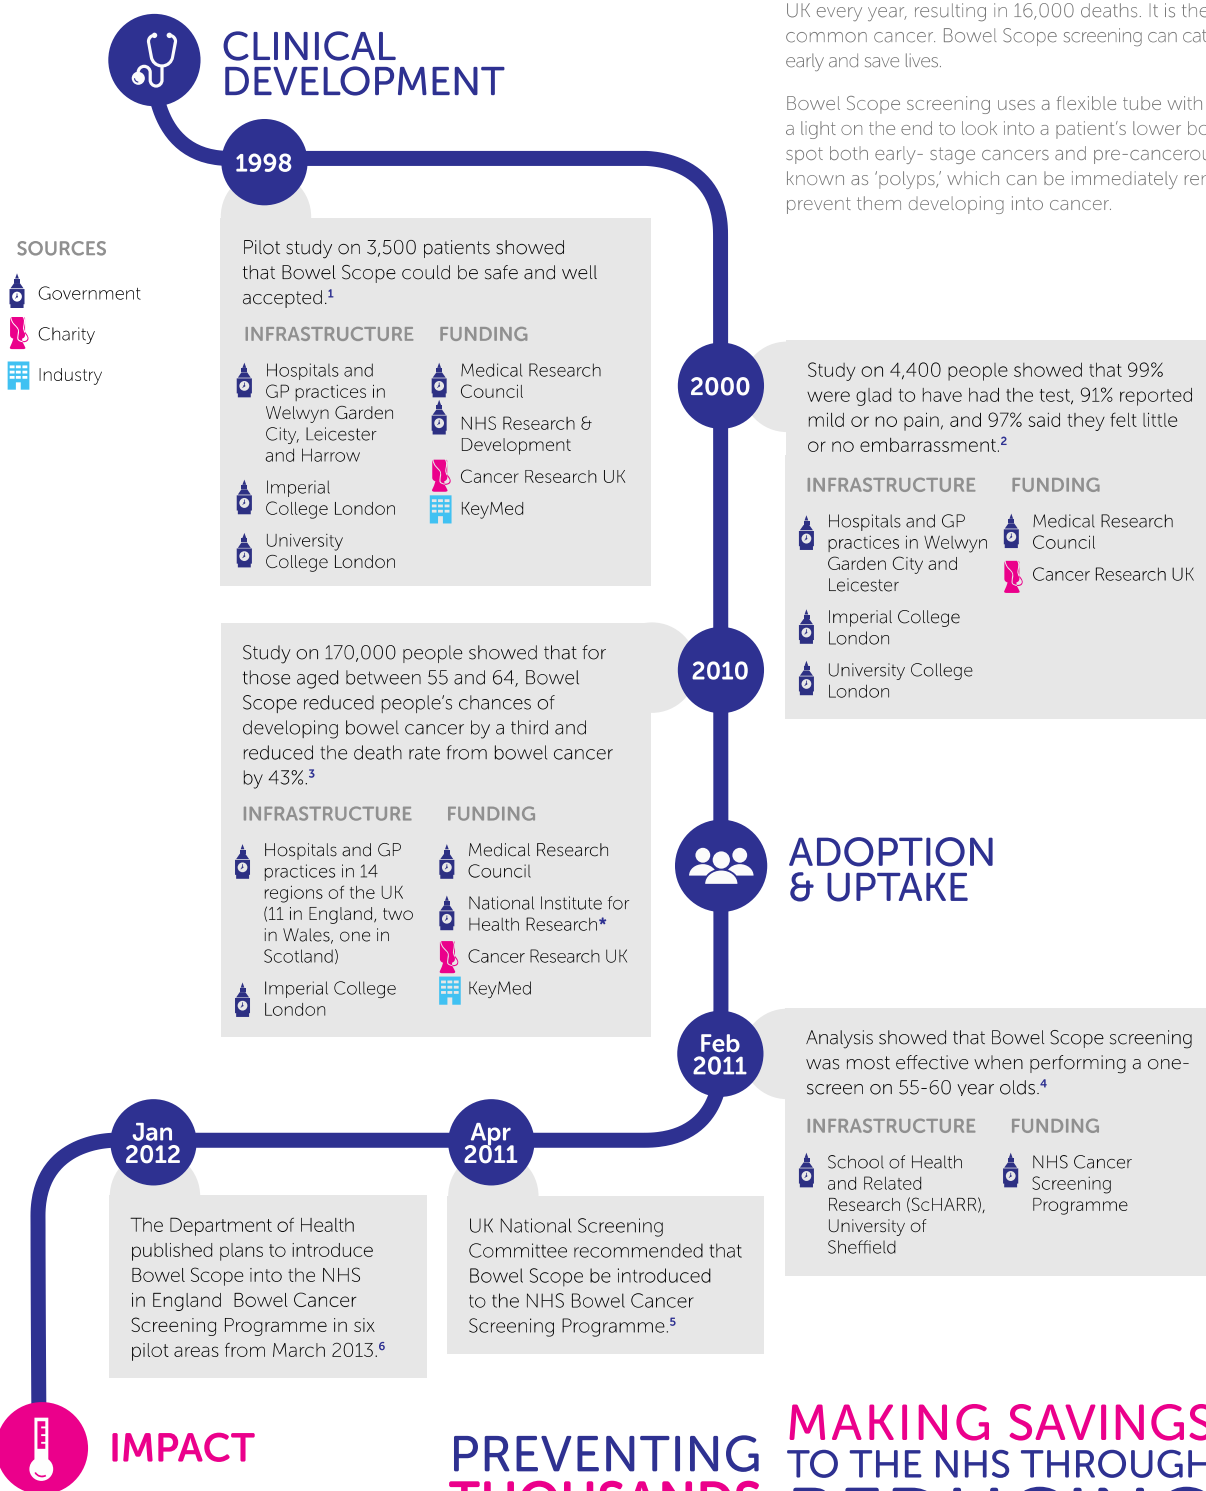 UK every year, resulting in 16,000 deaths. It is the
common cancer. Bowel Scope screening can
early and save lives.
Bowel Scope screening uses a flexible tube with
a light on the end to look into a patient's lower
spot both early- stage cancers and
known as 'polyps,' which can be immediately
prevent them developing into cancer.
CLINICAL
DEVELOPMENT
1998
SOURCES
Government
Charity
Industry
Pilot study on 3,500 patients showed
that Bowel Scope could be safe and well
accepted.1
INFRASTRUCTURE
Hospitals and
GP practices in
Welwyn Garden
City, Leicester
and Harrow
Imperial
College London
University
College London
FUNDING
Medical Research
Council
NHS Research &
Development
Cancer Research UK
KeyMed
2000
Study on 4,400 people showed that 99%
were glad to have had the test, 91% reported
mild or no pain, and 97% said they felt little
or no embarrassment.2
INFRASTRUCTURE
Hospitals and GP
practices in Welwyn
Garden City and
Leicester
Imperial College
London
University College
London
FUNDING
Medical Research
Council
Cancer Research UK
2010
Study on 170,000 people showed that for
those aged between 55 and 64, Bowel
Scope reduced people's chances of
developing bowel cancer by a third and
reduced the death rate from bowel cancer
by 43%.3
INFRASTRUCTURE
Hospitals and GP
practices in 14
regions of the UK
(11 in England, two
in Wales, one in
Scotland)
Imperial College
London
FUNDING
Medical Research
Council
National Institute for
Health Research*
Cancer Research UK
KeyMed
ADOPTION
& UPTAKE
Feb
2011
Analysis showed that Bowel Scope screening
was most effective when performing a one-
screen on 55-60 year olds.4
INFRASTRUCTURE
School of Health
and Related
Research (ScHARR),
University of
Sheffield
FUNDING
NHS Cancer
Screening
Programme
Apr
2011
UK National Screening
Committee recommended that
Bowel Scope be introduced
to the NHS Bowel Cancer
Screening Programme.5
Jan
2012
The Department of Health
published plans to introduce
Bowel Scope into the NHS
in England Bowel Cancer
Screening Programme in six
pilot areas from March 2013.6
IMPACT
PREVENTING
THOUSANDS
MAKING SAVINGS
TO THE NHS THROUGH
REDUCING